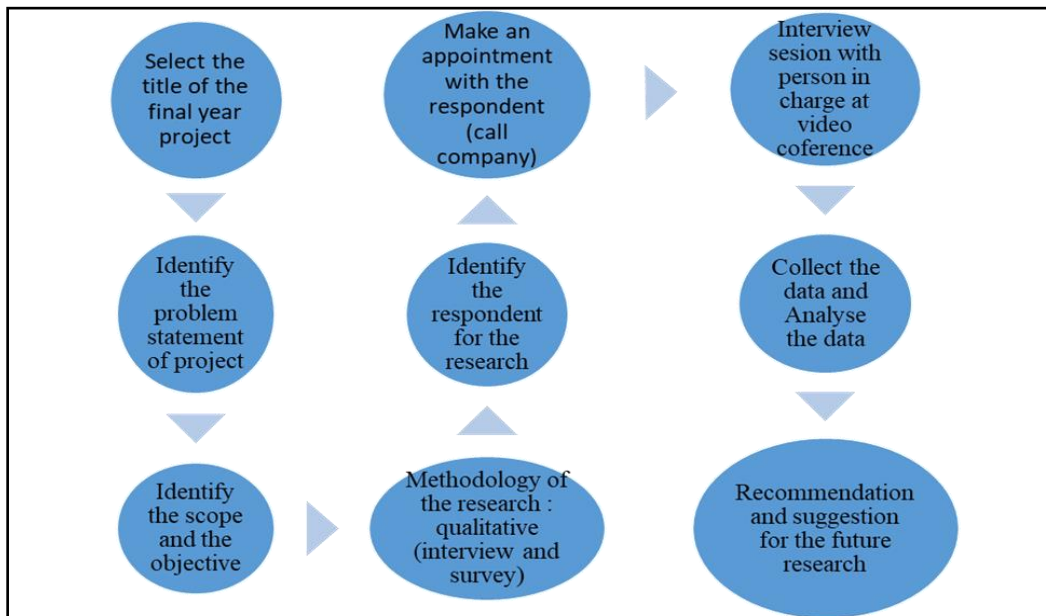 Select the
title of the
final year
project
Identify
the
problem
statement
of project
Identify
the scope
and the
objective
Methodology of
the research :
qualitative
(interview and
survey)
Identify
the
respondent
for the
research
Make an
appointment
with the
respondent
(call
company)
Interview
sesion with
person in
charge at
video
coference
Collect the
data and
Analyse
the data
Recommendation
and suggestion
for the future
research